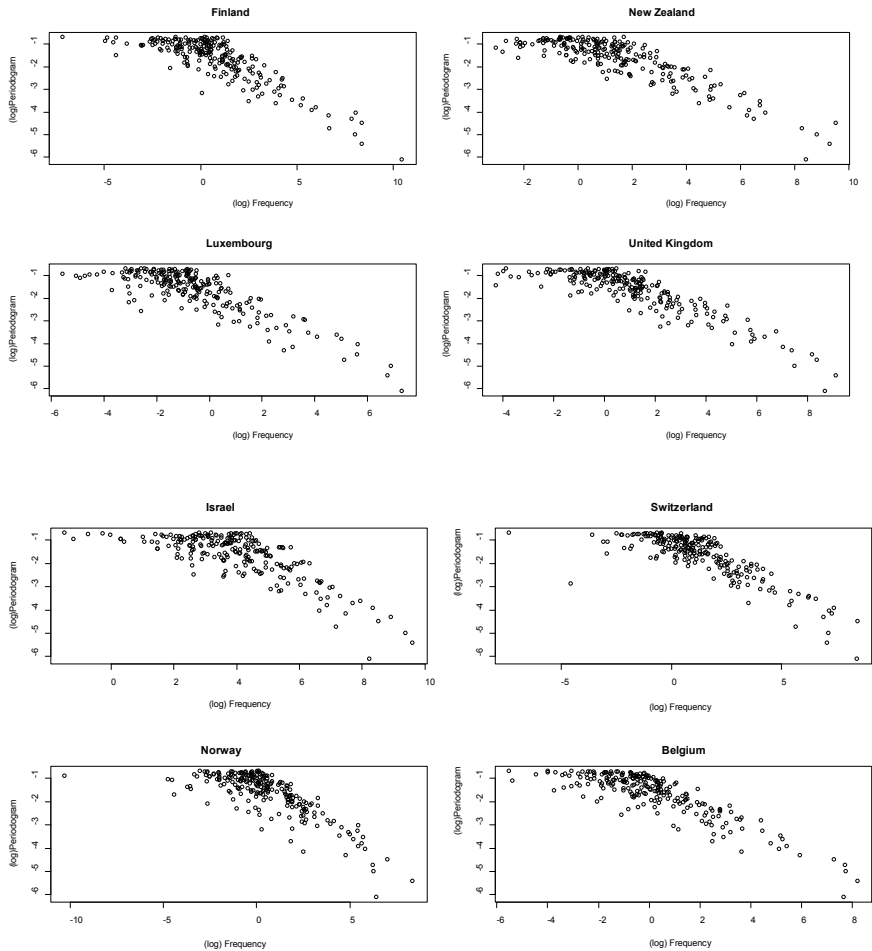 Finland
(log)Periodogram
-1
-2
-3
-4
-5
-6
-5 0 5 10
(log) Frequency
New Zealand
(log)Periodogram
-1
-2
-3
-4
-5
-6
-2 0 2 4 6 8 10
(log) Frequency
Luxembourg
(log)Periodogram
-1
-2
-3
-4
-5
-6
-6 -4 -2 0 2 4 6
(log) Frequency
United Kingdom
(log)Periodogram
-1
-2
-3
-4
-5
-6
-4 -2 0 2 4 6 8
(log) Frequency
Israel
(log)Periodogram
-1
-2
-3
-4
-5
-6
0 2 4 6 8 10
(log) Frequency
Switzerland
(log)Periodogram
-1
-2
-3
-4
-5
-6
-5 0 5
(log) Frequency
Norway
(log)Periodogram
-1
-2
-3
-4
-5
-6
-10 -5 0 5
(log) Frequency
Belgium
(log)Periodogram
-1
-2
-3
-4
-5
-6
-6 -4 -2 0 2 4 6 8
(log) Frequency